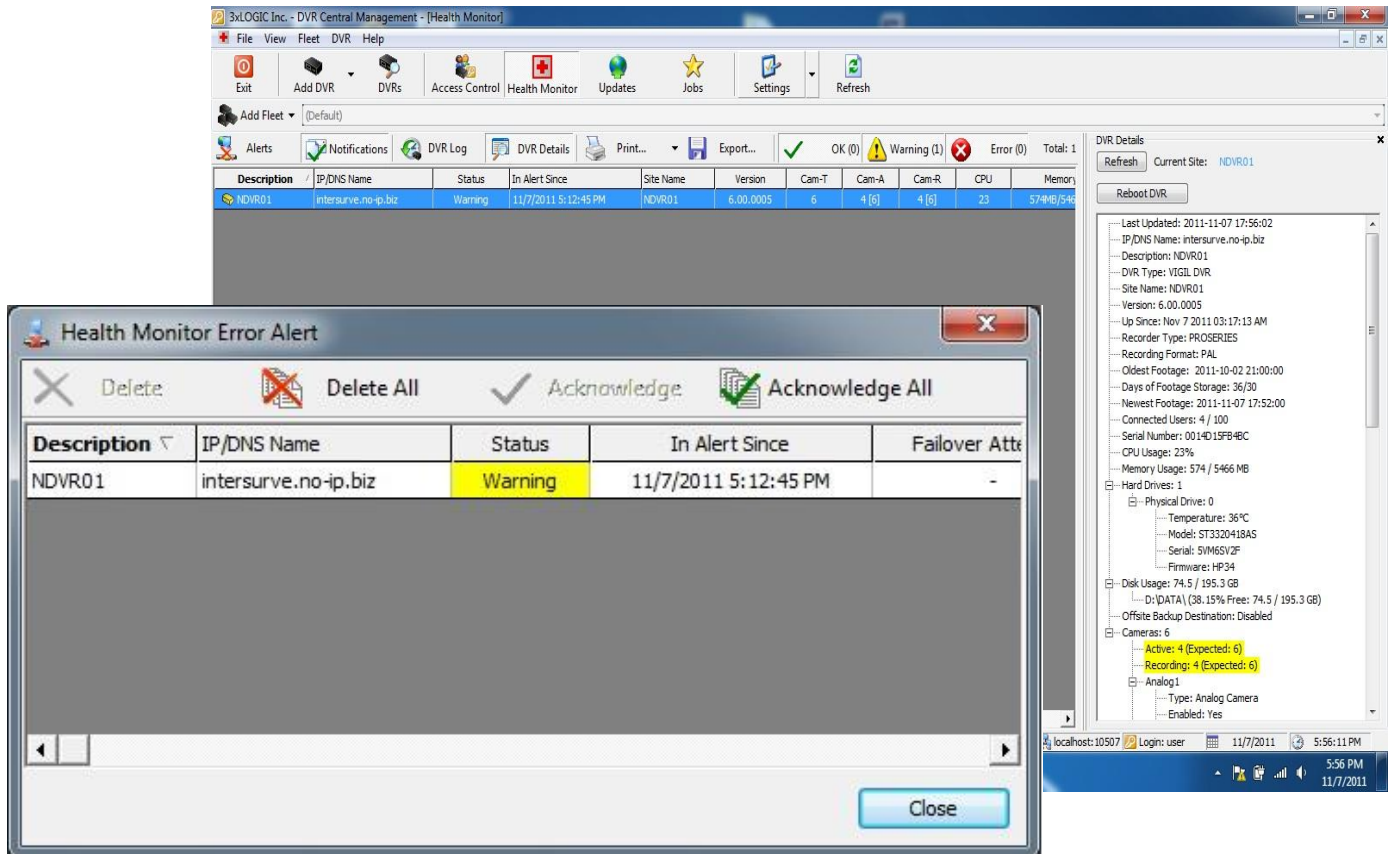 3xLOGIC Inc. - DVR Central Management - [Health Monitor]
File View Fleet DVR Help
Exit Add DVR DVRs Access Control Health Monitor Updates Jobs Settings Refresh
Add Fleet (Default)
Alerts Notifications DVR Log DVR Details Print... Export... OK (0) Warning (1) Error (0) Total: 1
Description IP/DNS Name Status In Alert Since Site Name Version Cam-T Cam-A Cam-R CPU Memory
NDVR01 intersurve.no-ip.biz Warning 11/7/2011 5:12:45 PM NDVR01 6.00.0005 6 4 [6] 4 [6] 23 574MB/546
DVR Details
Refresh Current Site: NDVR01
Reboot DVR
Last Updated: 2011-11-07 17:56:02
IP/DNS Name: intersurve.no-ip.biz
Description: NDVR01
DVR Type: VIGIL DVR
Site Name: NDVR01
Version: 6.00.0005
Up Since: Nov 7 2011 03:17:13 AM
Recorder Type: PROSERIES
Recording Format: PAL
Oldest Footage: 2011-10-02 21:00:00
Days of Footage Storage: 36/30
Newest Footage: 2011-11-07 17:52:00
Connected Users: 4 / 100
Serial Number: 0014D15FB4BC
CPU Usage: 23%
Memory Usage: 574 / 5466 MB
Hard Drives: 1
Physical Drive: 0
Temperature: 36°C
Model: ST3320418AS
Serial: 5VM6SV2F
Firmware: HP34
Disk Usage: 74.5 / 195.3 GB
D:\DATA\ (38.15% Free: 74.5 / 195.3 GB)
Offsite Backup Destination: Disabled
Cameras: 6
Active: 4 (Expected: 6)
Recording: 4 (Expected: 6)
Analog1
Type: Analog Camera
Enabled: Yes
localhost:10507 Login: user 11/7/2011 5:56:11 PM
5:56 PM
11/7/2011
Health Monitor Error Alert
Delete Delete All Acknowledge Acknowledge All
Description IP/DNS Name Status In Alert Since Failover Atte
NDVR01 intersurve.no-ip.biz Warning 11/7/2011 5:12:45 PM -
Close